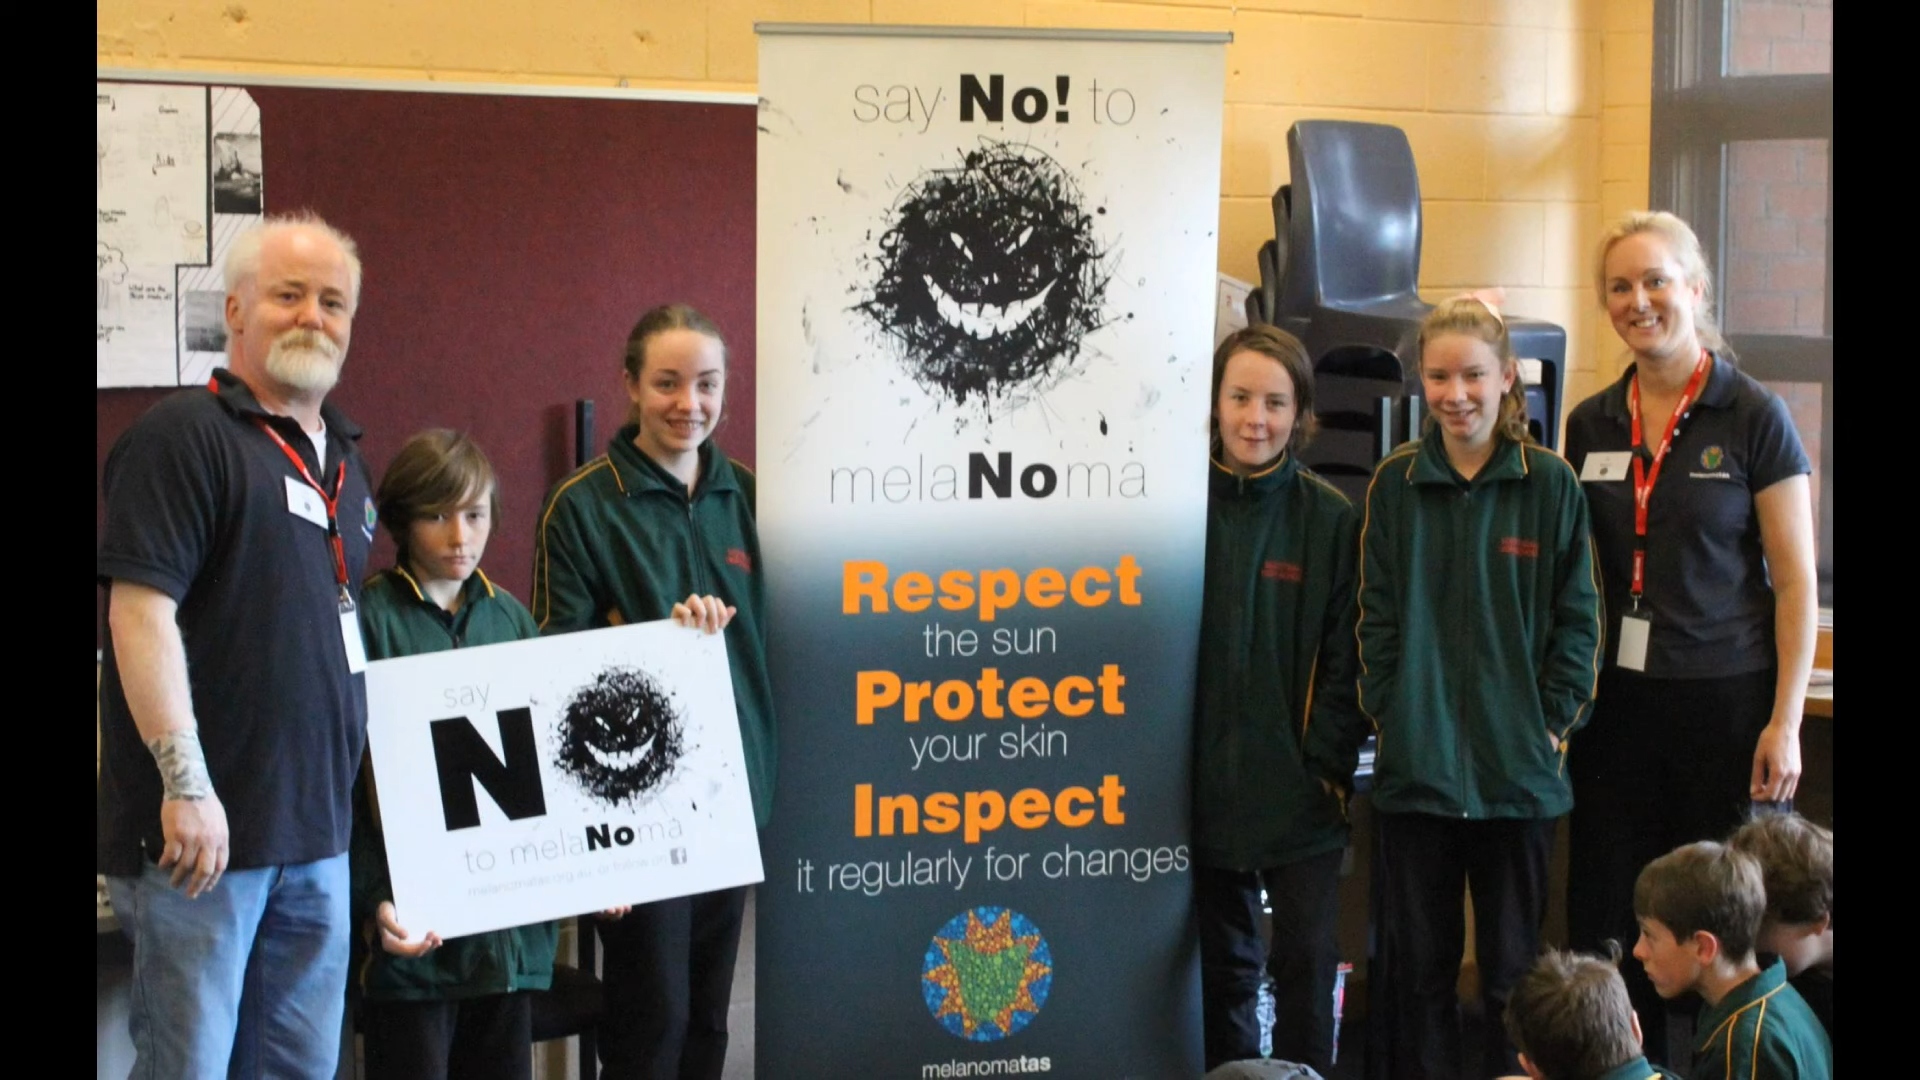 say No! to
melaNoma
Respect
the sun
Protect
your skin
Inspect
it regularly for changes
melanomatas
say
N
to melaNoma
melanomatas.org.au or follow on f